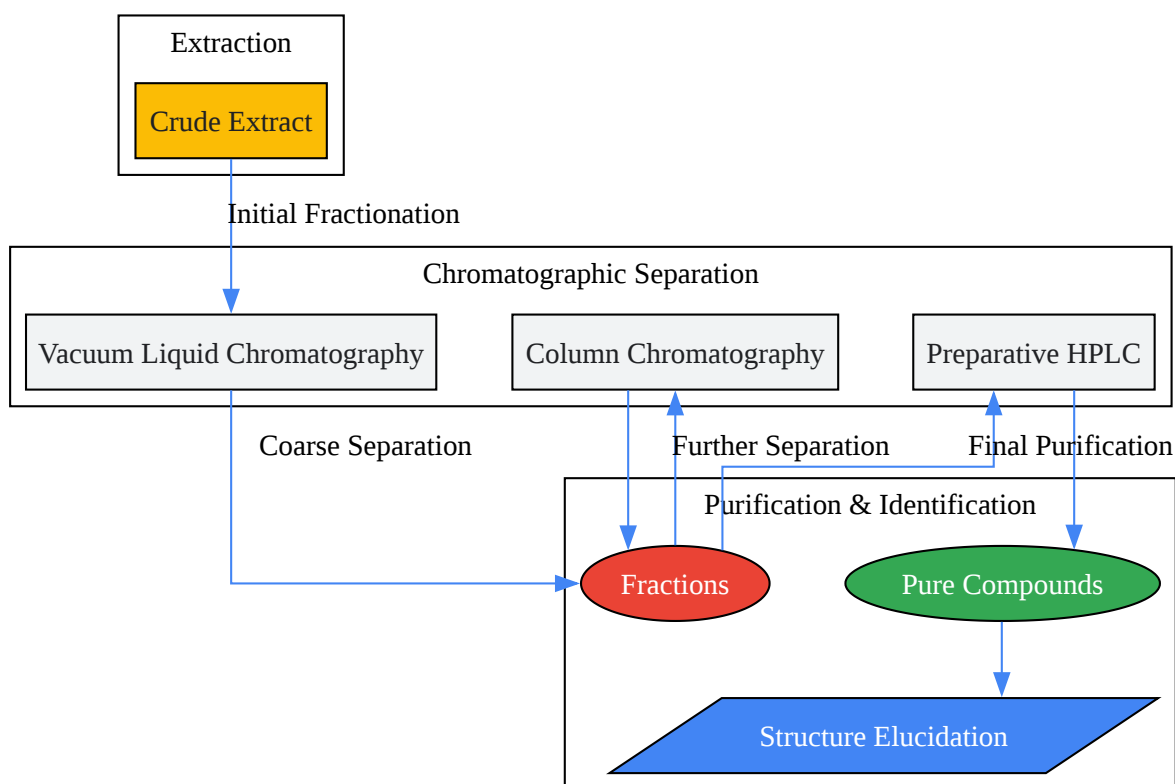 Extraction
Crude Extract
Initial Fractionation
Chromatographic Separation
Vacuum Liquid Chromatography
Column Chromatography
Preparative HPLC
Coarse Separation
Further Separation
Final Purification
Purification & Identification
Fractions
Pure Compounds
Structure Elucidation